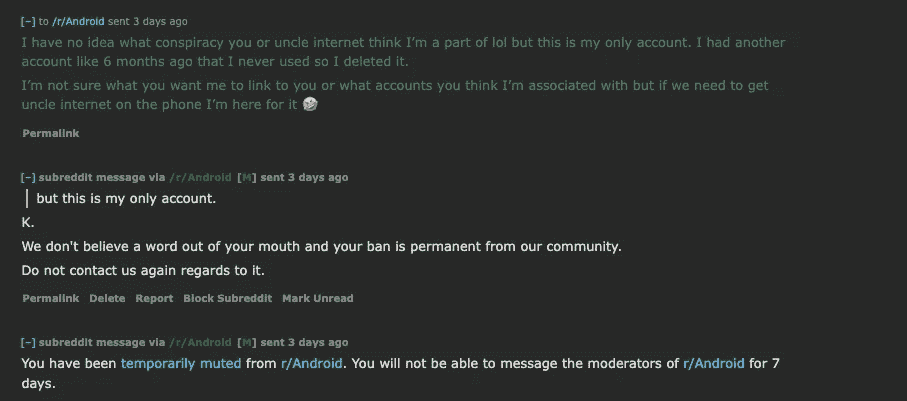 [–] to /r/Android sent 3 days ago
I have no idea what conspiracy you or uncle internet think I'm a part of lol but this is my only account. I had another
account like 6 months ago that I never used so I deleted it.
I'm not sure what you want me to link to you or what accounts you think I'm associated with but if we need to get
uncle internet on the phone I'm here for it 🤣
Permalink
[–] subreddit message via /r/Android [M] sent 3 days ago
but this is my only account.
K.
We don't believe a word out of your mouth and your ban is permanent from our community.
Do not contact us again regards to it.
Permalink Delete Report Block Subreddit Mark Unread
[–] subreddit message via /r/Android [M] sent 3 days ago
You have been temporarily muted from r/Android. You will not be able to message the moderators of r/Android for 7
days.